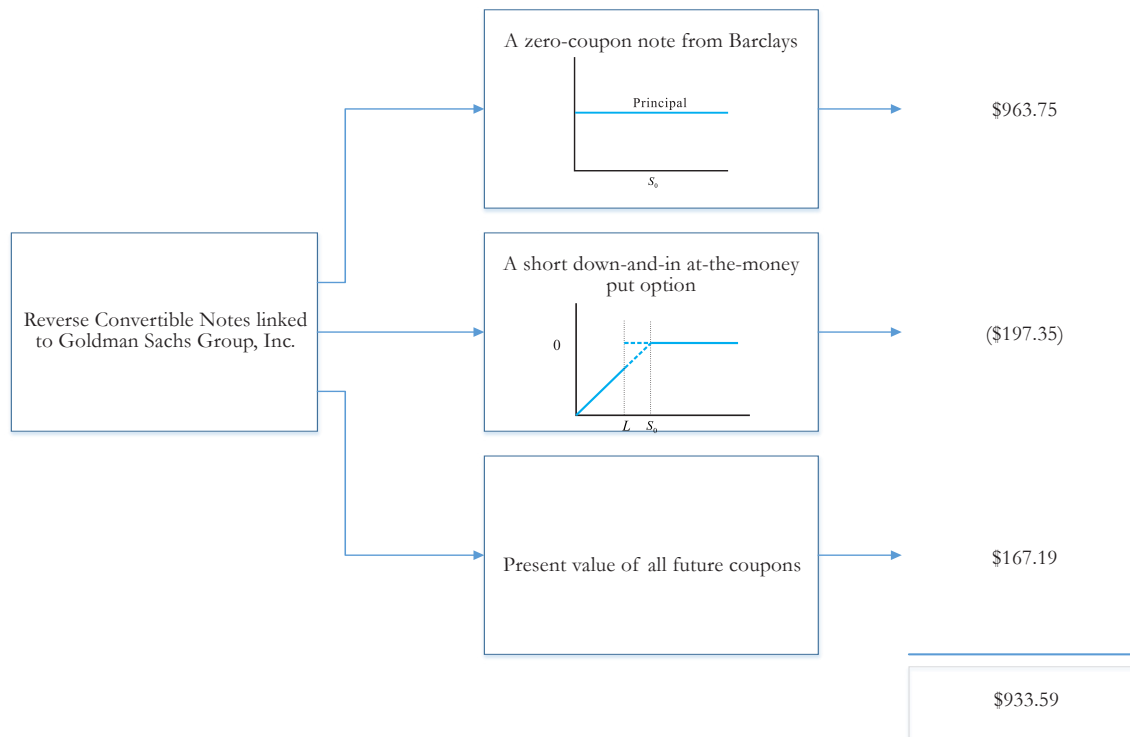 A zero-coupon note from Barclays
Principal
S₀
$963.75
Reverse Convertible Notes linked
to Goldman Sachs Group, Inc.
A short down-and-in at-the-money
put option
0
L S₀
($197.35)
Present value of all future coupons
$167.19
$933.59